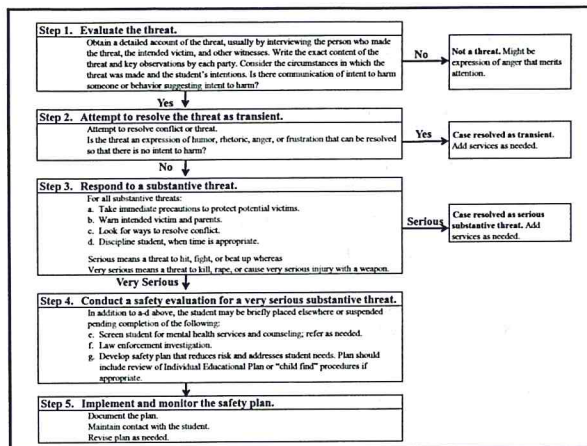 Step 1. Evaluate the threat.
Obtain a detailed account of the threat, usually by interviewing the person who made
the threat, the intended victim, and other witnesses. Write the exact content of the
threat and key observations by each party. Consider the circumstances in which the
threat was made and the student's intentions. Is there communication of intent to harm
someone or behavior suggesting intent to harm?
No
Not a threat. Might be
expression of anger that merits
attention.
Yes
Step 2. Attempt to resolve the threat as transient.
Attempt to resolve conflict or threat.
Is the threat an expression of humor, rhetoric, anger, or frustration that can be resolved
so that there is no intent to harm?
Yes
Case resolved as transient.
Add services as needed.
No
Step 3. Respond to a substantive threat.
For all substantive threats:
a. Take immediate precautions to protect potential victims.
b. Warn intended victim and parents.
c. Look for ways to resolve conflict.
d. Discipline student, when time is appropriate.
Serious means a threat to hit, fight, or beat up whereas
Very serious means a threat to kill, rape, or cause very serious injury with a weapon.
Serious
Case resolved as serious
substantive threat. Add
services as needed.
Very Serious
Step 4. Conduct a safety evaluation for a very serious substantive threat.
In addition to a-d above, the student may be briefly placed elsewhere or suspended
pending completion of the following:
e. Screen student for mental health services and counseling; refer as needed.
f. Law enforcement investigation.
g. Develop safety plan that reduces risk and addresses student needs. Plan should
include review of Individual Educational Plan or "child find" procedures if
appropriate.
Step 5. Implement and monitor the safety plan.
Document the plan.
Maintain contact with the student.
Revise plan as needed.